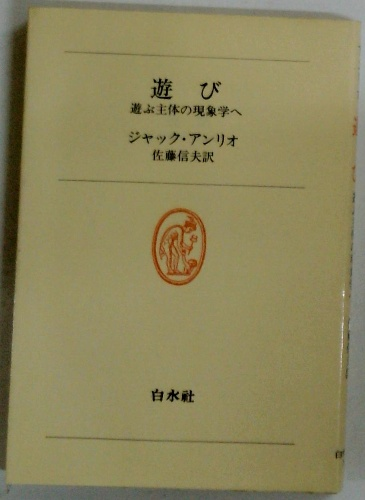 遊び
遊ぶ主体の現象学へ
ジャック・アンリオ
佐藤信夫訳
白水社